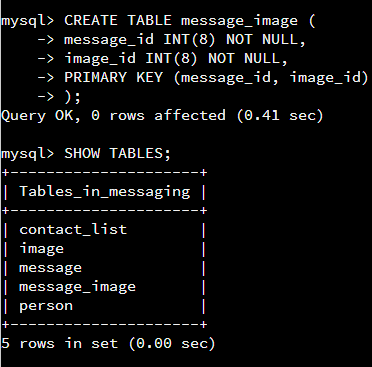 mysql> CREATE TABLE message_image (
    -> message_id INT(8) NOT NULL,
    -> image_id INT(8) NOT NULL,
    -> PRIMARY KEY (message_id, image_id)
    -> );
Query OK, 0 rows affected (0.41 sec)

mysql> SHOW TABLES;
+---------------------+
| Tables_in_messaging |
+---------------------+
| contact_list        |
| image               |
| message             |
| message_image       |
| person              |
+---------------------+
5 rows in set (0.00 sec)